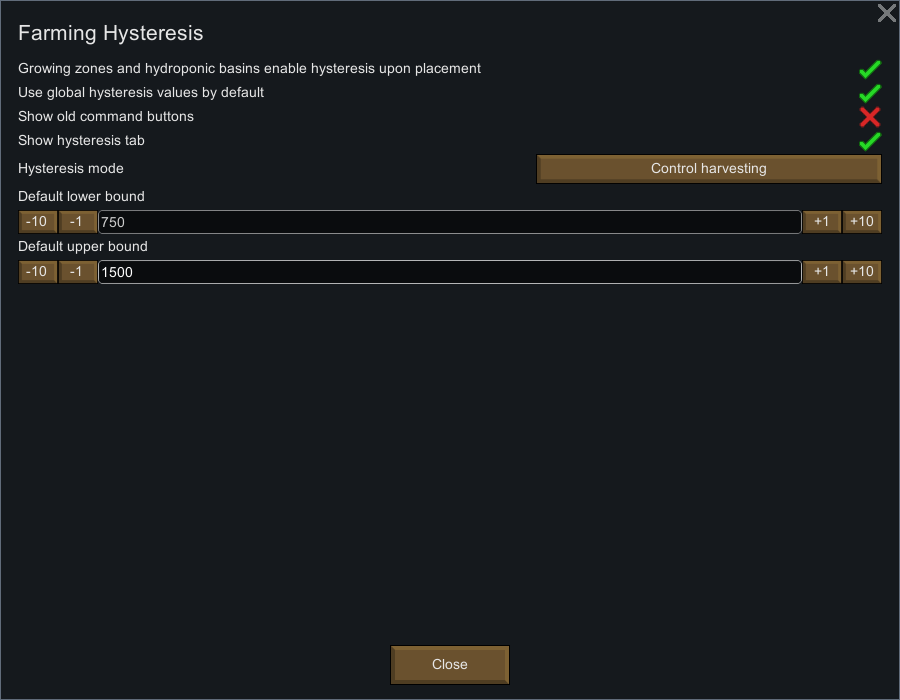 Farming Hysteresis
Growing zones and hydroponic basins enable hysteresis upon placement
Use global hysteresis values by default
Show old command buttons
Show hysteresis tab
Hysteresis mode Control harvesting
Default lower bound
-10 -1 750 +1 +10
Default upper bound
-10 -1 1500 +1 +10
Close